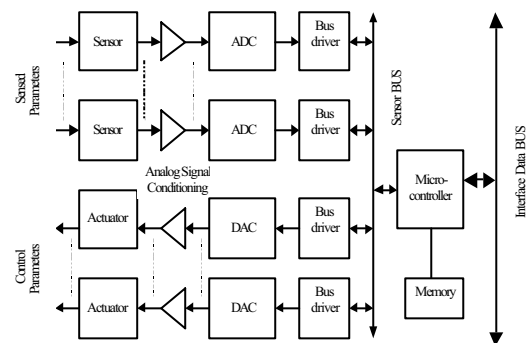 Sensor
ADC
Bus
driver
Sensed
Parameters
Sensor
ADC
Bus
driver
Sensor BUS
Interface Data BUS
Analog Signal
Conditioning
Micro-
controller
Actuator
DAC
Bus
driver
Control
Parameters
Actuator
DAC
Bus
driver
Memory